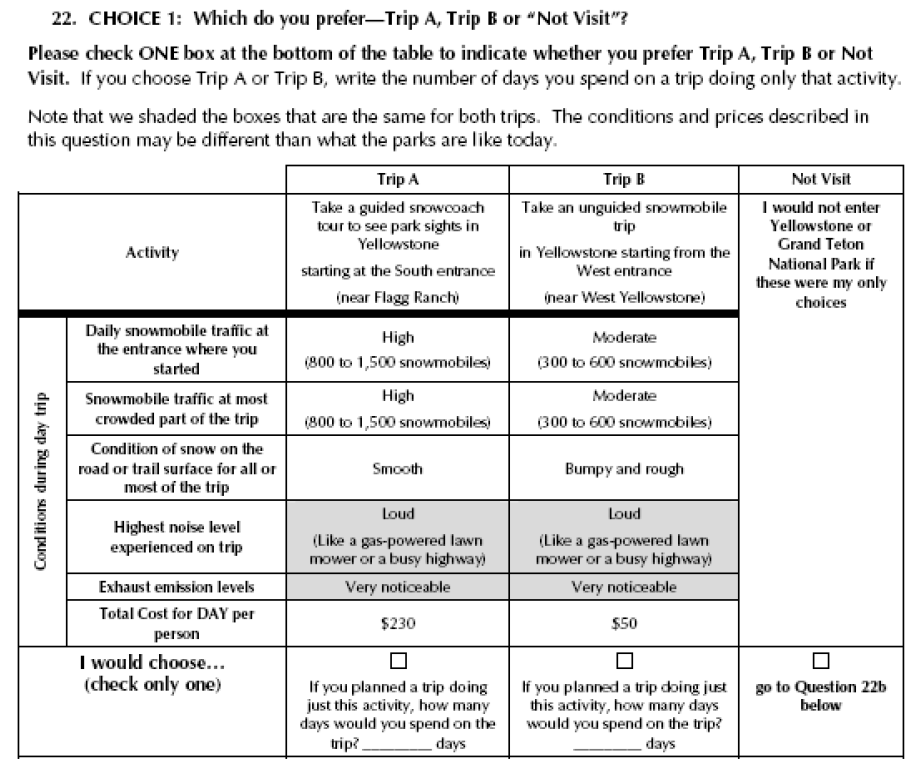 22. CHOICE 1: Which do you prefer—Trip A, Trip B or “Not Visit”?
Please check ONE box at the bottom of the table to indicate whether you prefer Trip A, Trip B or Not
Visit. If you choose Trip A or Trip B, write the number of days you spend on a trip doing only that activity.
Note that we shaded the boxes that are the same for both trips. The conditions and prices described in
this question may be different than what the parks are like today.
Trip A
Trip B
Not Visit
Activity
Take a guided snowcoach
tour to see park sights in
Yellowstone
starting at the South entrance
(near Flagg Ranch)
Take an unguided snowmobile
trip
in Yellowstone starting from the
West entrance
(near West Yellowstone)
I would not enter
Yellowstone or
Grand Teton
National Park if
these were my only
choices
Conditions during day trip
Daily snowmobile traffic at
the entrance where you
started
High
(800 to 1,500 snowmobiles)
Moderate
(300 to 600 snowmobiles)
Snowmobile traffic at most
crowded part of the trip
High
(800 to 1,500 snowmobiles)
Moderate
(300 to 600 snowmobiles)
Condition of snow on the
road or trail surface for all or
most of the trip
Smooth
Bumpy and rough
Highest noise level
experienced on trip
Loud
(Like a gas-powered lawn
mower or a busy highway)
Loud
(Like a gas-powered lawn
mower or a busy highway)
Exhaust emission levels
Very noticeable
Very noticeable
Total Cost for DAY per
person
$230
$50
I would choose...
(check only one)
If you planned a trip doing
just this activity, how many
days would you spend on the
trip? ________ days
If you planned a trip doing just
this activity, how many days
would you spend on the trip?
________ days
go to Question 22b
below